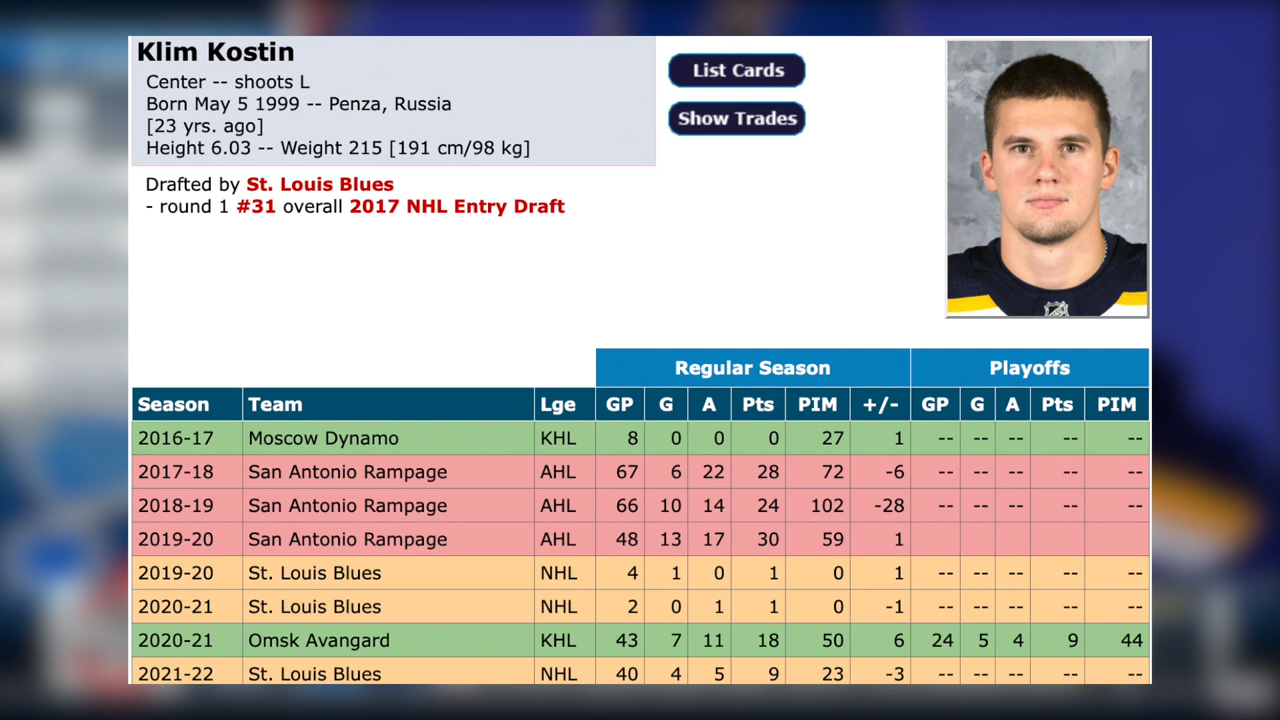 Klim Kostin
Center -- shoots L
Born May 5 1999 -- Penza, Russia
[23 yrs. ago]
Height 6.03 -- Weight 215 [191 cm/98 kg]
List Cards
Show Trades
Drafted by St. Louis Blues
- round 1 #31 overall 2017 NHL Entry Draft
Regular Season Playoffs
Season Team Lge GP G A Pts PIM +/- GP G A Pts PIM
2016-17 Moscow Dynamo KHL 8 0 0 0 27 1 -- -- -- -- --
2017-18 San Antonio Rampage AHL 67 6 22 28 72 -6 -- -- -- -- --
2018-19 San Antonio Rampage AHL 66 10 14 24 102 -28 -- -- -- -- --
2019-20 San Antonio Rampage AHL 48 13 17 30 59 1
2019-20 St. Louis Blues NHL 4 1 0 1 0 1 -- -- -- -- --
2020-21 St. Louis Blues NHL 2 0 1 1 0 -1 -- -- -- -- --
2020-21 Omsk Avangard KHL 43 7 11 18 50 6 24 5 4 9 44
2021-22 St. Louis Blues NHL 40 4 5 9 23 -3 -- -- -- -- --